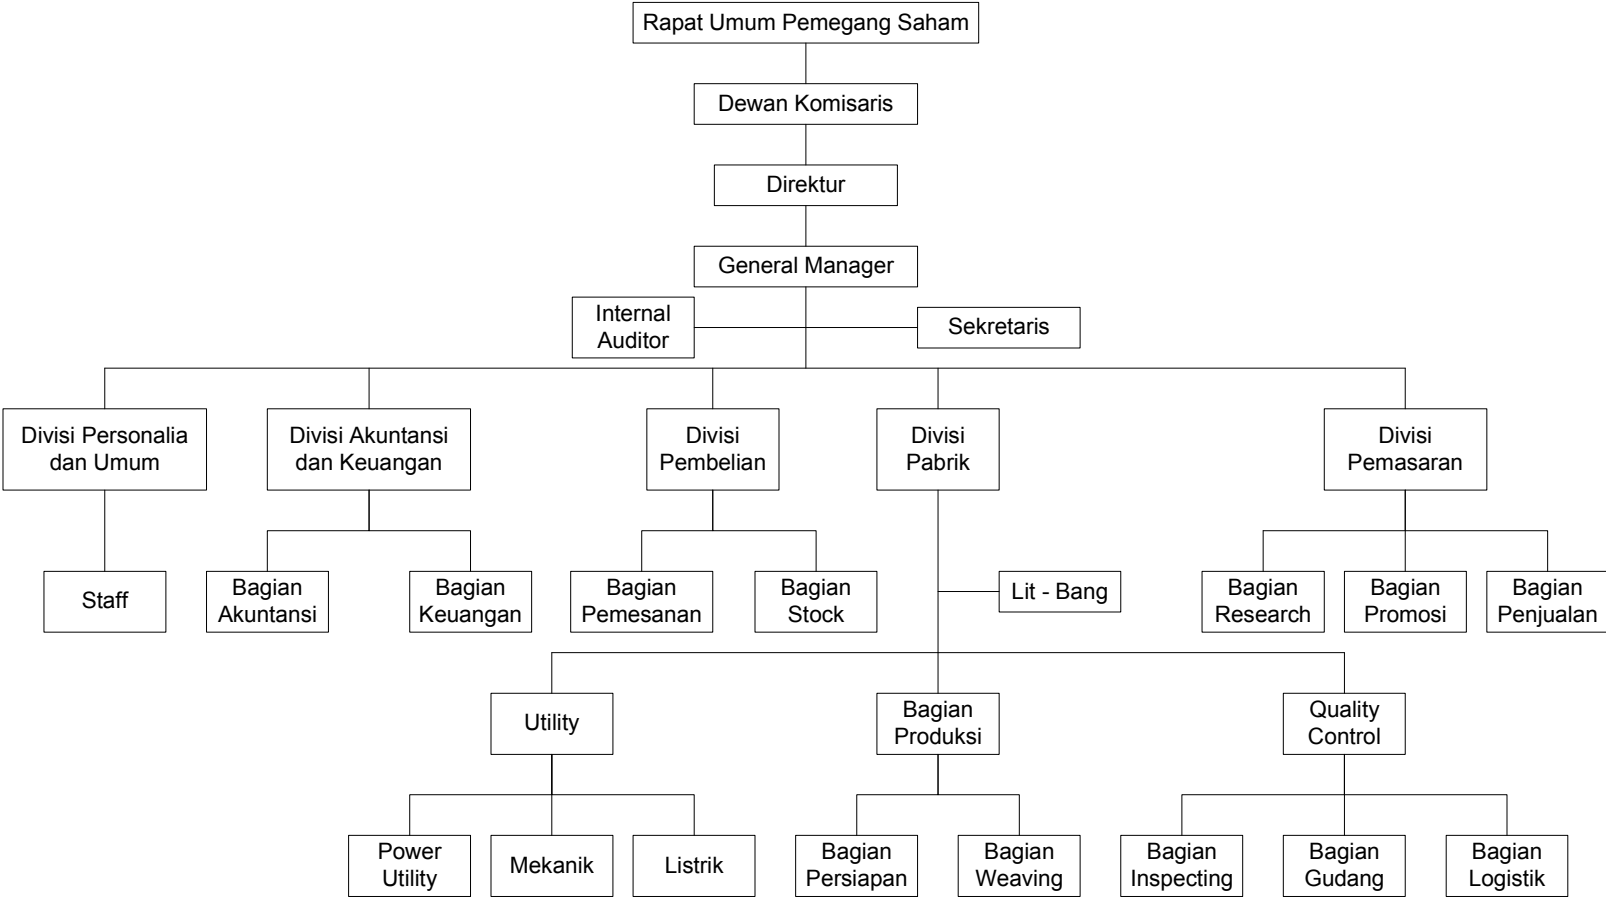 Rapat Umum Pemegang Saham
Dewan Komisaris
Direktur
General Manager
Internal
Auditor
Sekretaris
Divisi Personalia
dan Umum
Divisi Akuntansi
dan Keuangan
Divisi
Pembelian
Divisi
Pabrik
Divisi
Pemasaran
Staff
Bagian
Akuntansi
Bagian
Keuangan
Bagian
Pemesanan
Bagian
Stock
Lit - Bang
Bagian
Research
Bagian
Promosi
Bagian
Penjualan
Utility
Bagian
Produksi
Quality
Control
Power
Utility
Mekanik
Listrik
Bagian
Persiapan
Bagian
Weaving
Bagian
Inspecting
Bagian
Gudang
Bagian
Logistik